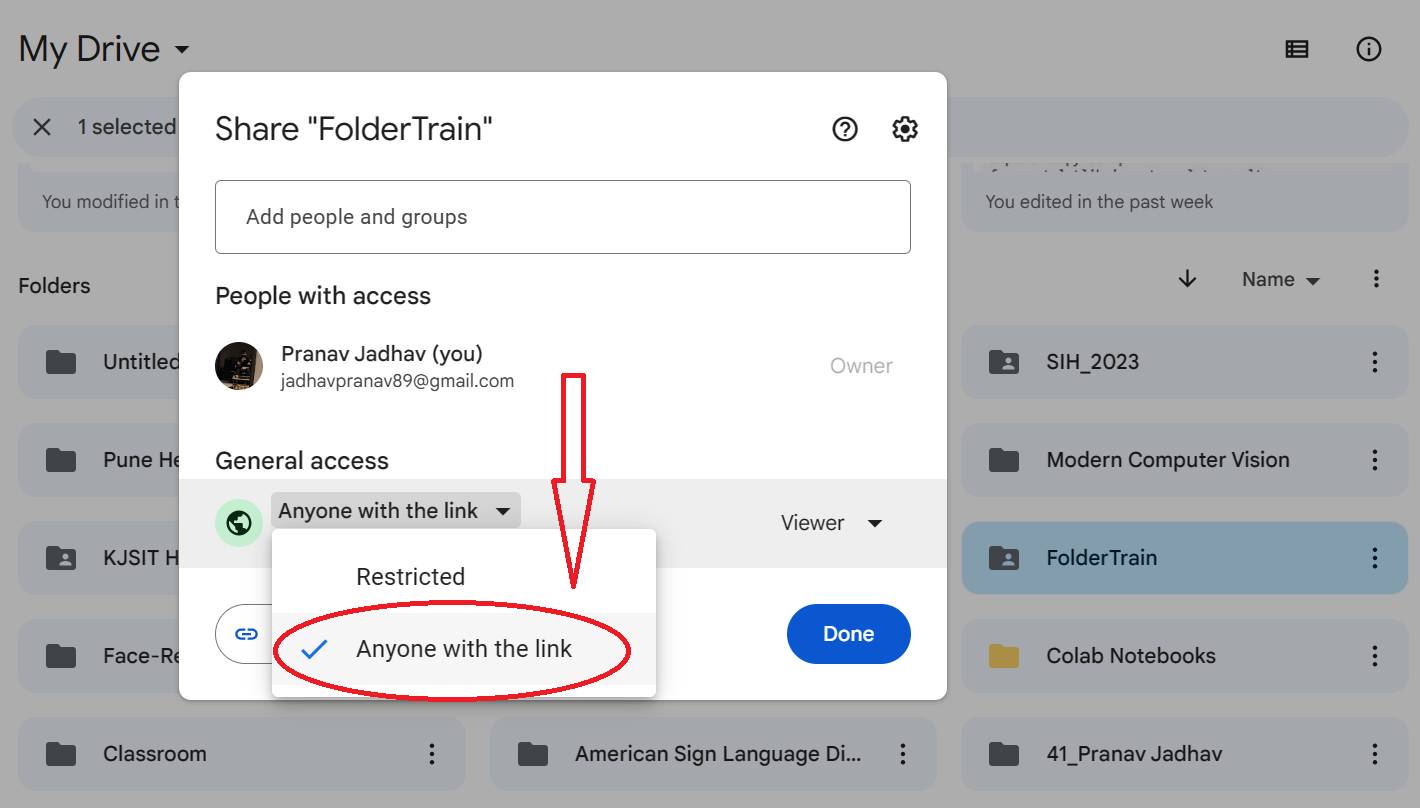 My Drive
1 selected
Share "FolderTrain"
Add people and groups
You modified in t
You edited in the past week
People with access
Folders
Name
Pranav Jadhav (you)
jadhavpranav89@gmail.com
Owner
Untitled
SIH_2023
General access
Pune He
Modern Computer Vision
Anyone with the link
Viewer
Restricted
KJSIT H
FolderTrain
Anyone with the link
Done
Face-Re
Colab Notebooks
Classroom
American Sign Language Di...
41_Pranav Jadhav